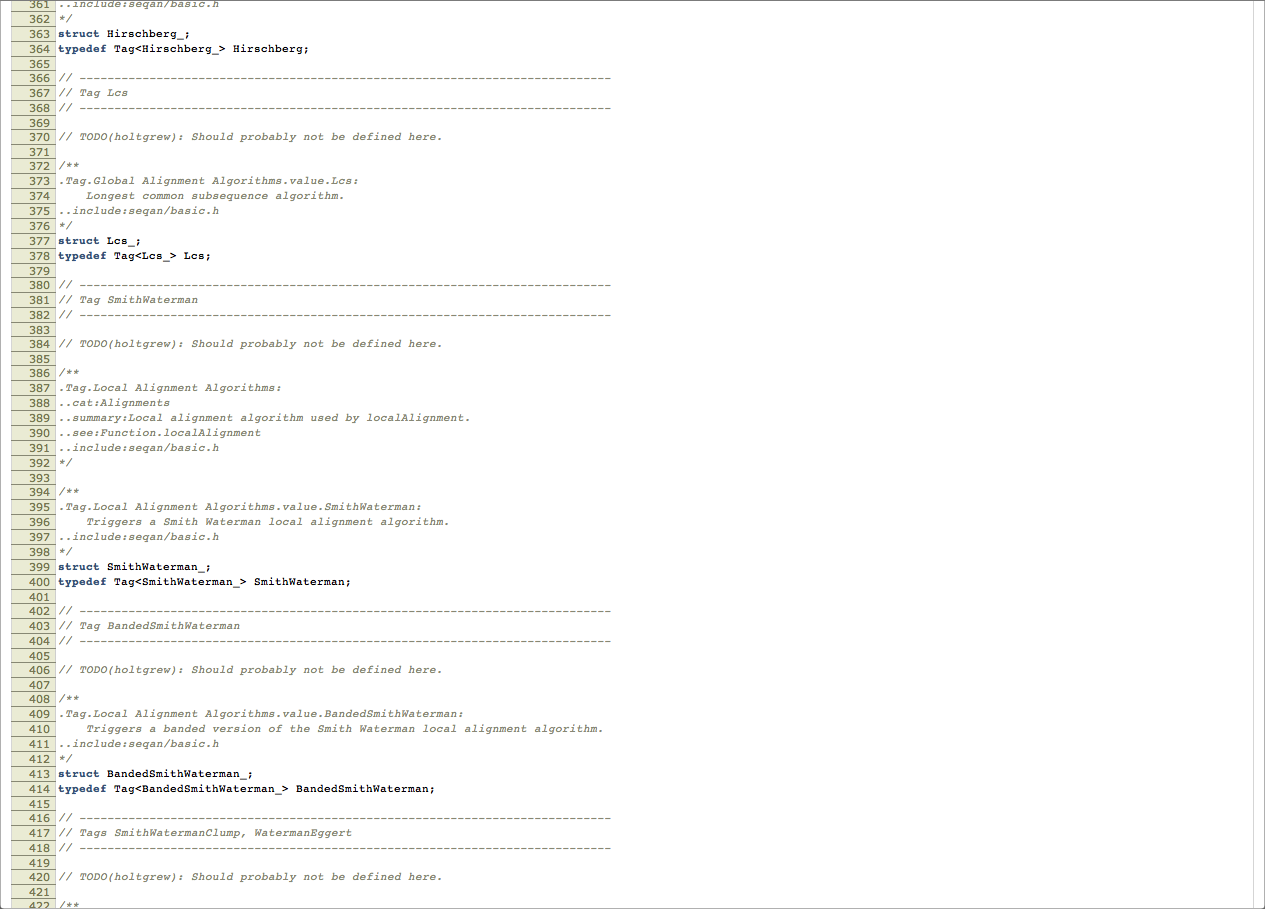 361 ..include:seqan/basic.h
362 */
363 struct Hirschberg_;
364 typedef Tag<Hirschberg_> Hirschberg;
365
366 // ----------------------------------------------------------------------------
367 // Tag Lcs
368 // ----------------------------------------------------------------------------
369
370 // TODO(holtgrew): Should probably not be defined here.
371
372 /**
373 .Tag.Global Alignment Algorithms.value.Lcs:
374     Longest common subsequence algorithm.
375 ..include:seqan/basic.h
376 */
377 struct Lcs_;
378 typedef Tag<Lcs_> Lcs;
379
380 // ----------------------------------------------------------------------------
381 // Tag SmithWaterman
382 // ----------------------------------------------------------------------------
383
384 // TODO(holtgrew): Should probably not be defined here.
385
386 /**
387 .Tag.Local Alignment Algorithms:
388 ..cat:Alignments
389 ..summary:Local alignment algorithm used by localAlignment.
390 ..see:Function.localAlignment
391 ..include:seqan/basic.h
392 */
393
394 /**
395 .Tag.Local Alignment Algorithms.value.SmithWaterman:
396     Triggers a Smith Waterman local alignment algorithm.
397 ..include:seqan/basic.h
398 */
399 struct SmithWaterman_;
400 typedef Tag<SmithWaterman_> SmithWaterman;
401
402 // ----------------------------------------------------------------------------
403 // Tag BandedSmithWaterman
404 // ----------------------------------------------------------------------------
405
406 // TODO(holtgrew): Should probably not be defined here.
407
408 /**
409 .Tag.Local Alignment Algorithms.value.BandedSmithWaterman:
410     Triggers a banded version of the Smith Waterman local alignment algorithm.
411 ..include:seqan/basic.h
412 */
413 struct BandedSmithWaterman_;
414 typedef Tag<BandedSmithWaterman_> BandedSmithWaterman;
415
416 // ----------------------------------------------------------------------------
417 // Tags SmithWatermanClump, WatermanEggert
418 // ----------------------------------------------------------------------------
419
420 // TODO(holtgrew): Should probably not be defined here.
421
422 /**